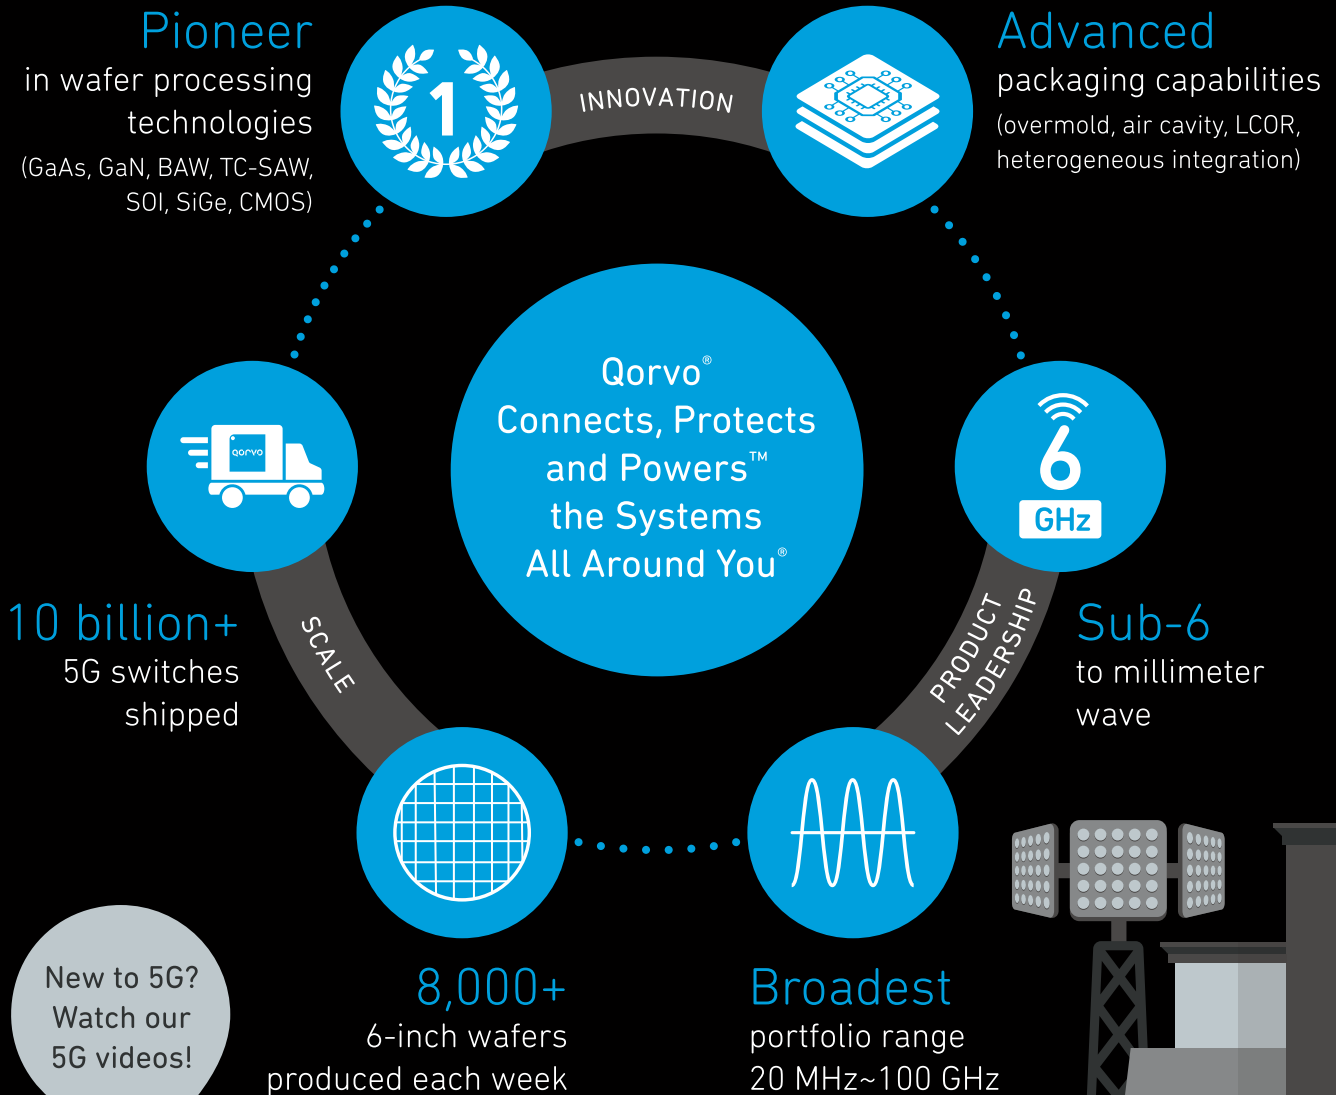 Pioneer
in wafer processing
technologies
(GaAs, GaN, BAW, TC-SAW,
SOI, SiGe, CMOS)
1
INNOVATION
Advanced
packaging capabilities
(overmold, air cavity, LCOR,
heterogeneous integration)
Qorvo®
Connects, Protects
and Powers™
the Systems
All Around You®
QORVO
10 billion+
5G switches
shipped
SCALE
6
GHz
PRODUCT
LEADERSHIP
Sub-6
to millimeter
wave
8,000+
6-inch wafers
produced each week
Broadest
portfolio range
20 MHz~100 GHz
New to 5G?
Watch our
5G videos!